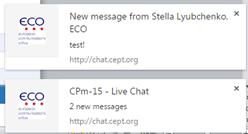 New message from Stella Lyubchenko.
ECO
test!
http://chat.cept.org
ECO
CPm-15 - Live Chat
2 new messages
http://chat.cept.org
ECO